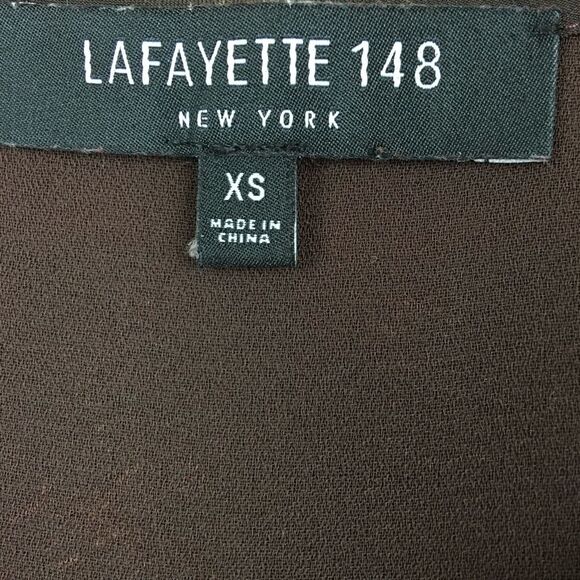 LAFAYETTE 148
NEW YORK
XS
MADE IN
CHINA